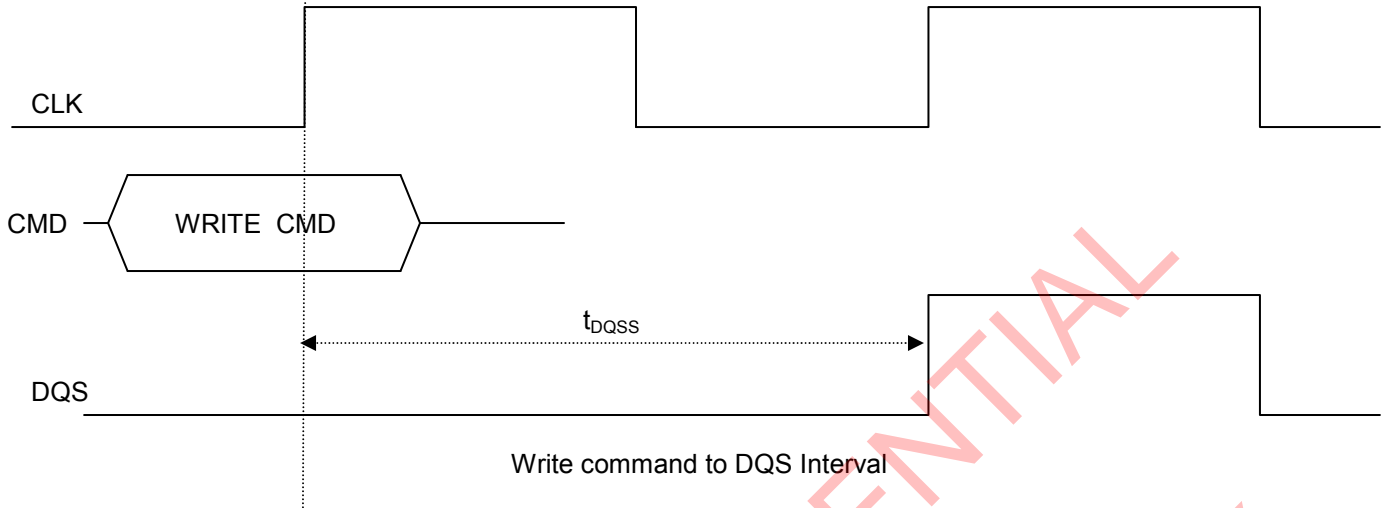 CLK
CMD
WRITE CMD
tDQSS
DQS
Write command to DQS Interval